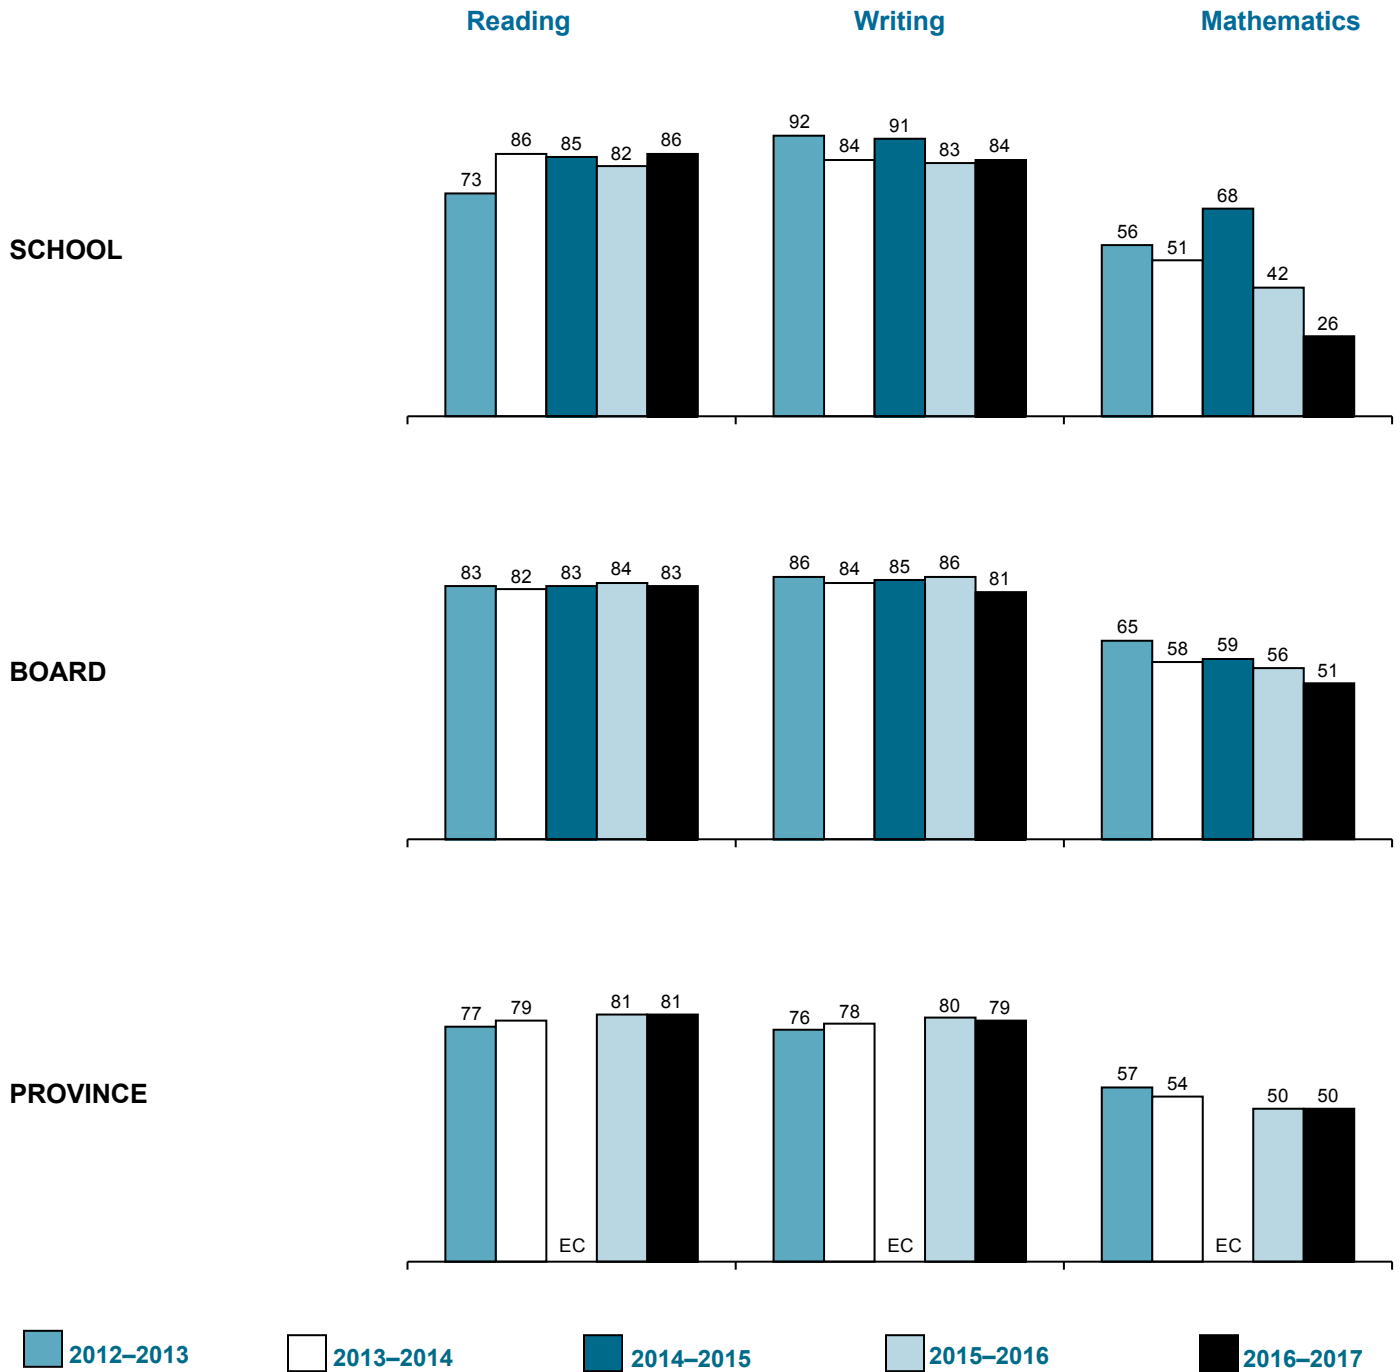 Reading Writing Mathematics
SCHOOL
73 86 85 82 86 92 84 91 83 84 56 51 68 42 26
BOARD
83 82 83 84 83 86 84 85 86 81 65 58 59 56 51
PROVINCE
77 79 EC 81 81 76 78 EC 80 79 57 54 EC 50 50
2012–2013 2013–2014 2014–2015 2015–2016 2016–2017